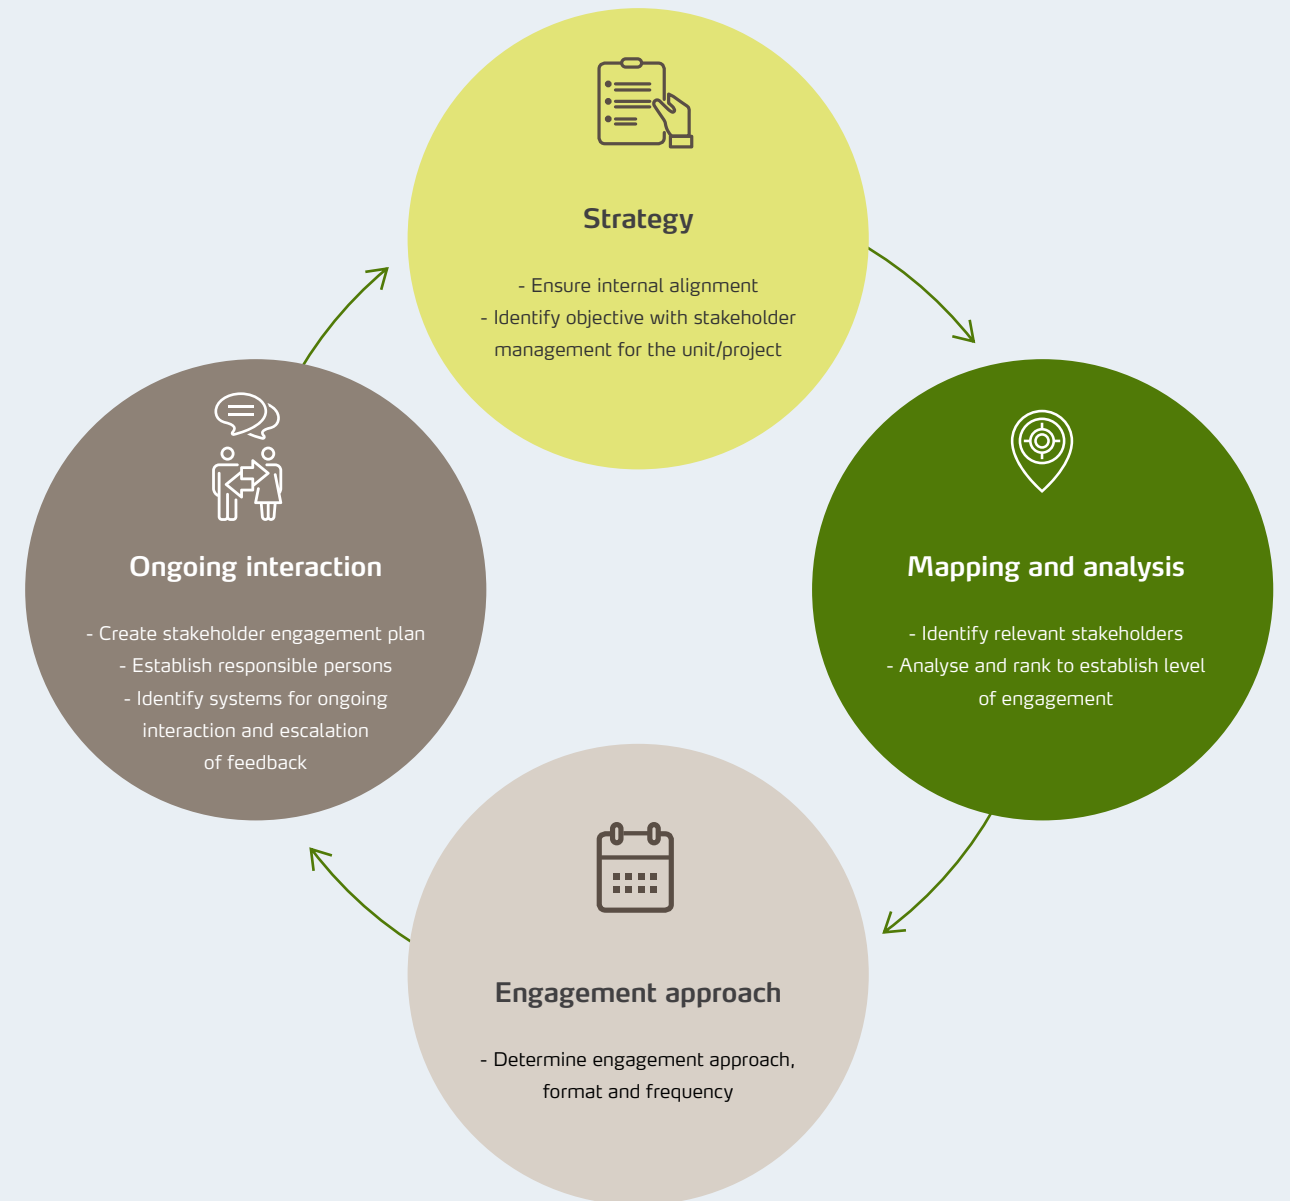 Strategy
- Ensure internal alignment
- Identify objective with stakeholder
management for the unit/project
Mapping and analysis
- Identify relevant stakeholders
- Analyse and rank to establish level
of engagement
Engagement approach
- Determine engagement approach,
format and frequency
Ongoing interaction
- Create stakeholder engagement plan
- Establish responsible persons
- Identify systems for ongoing
interaction and escalation
of feedback